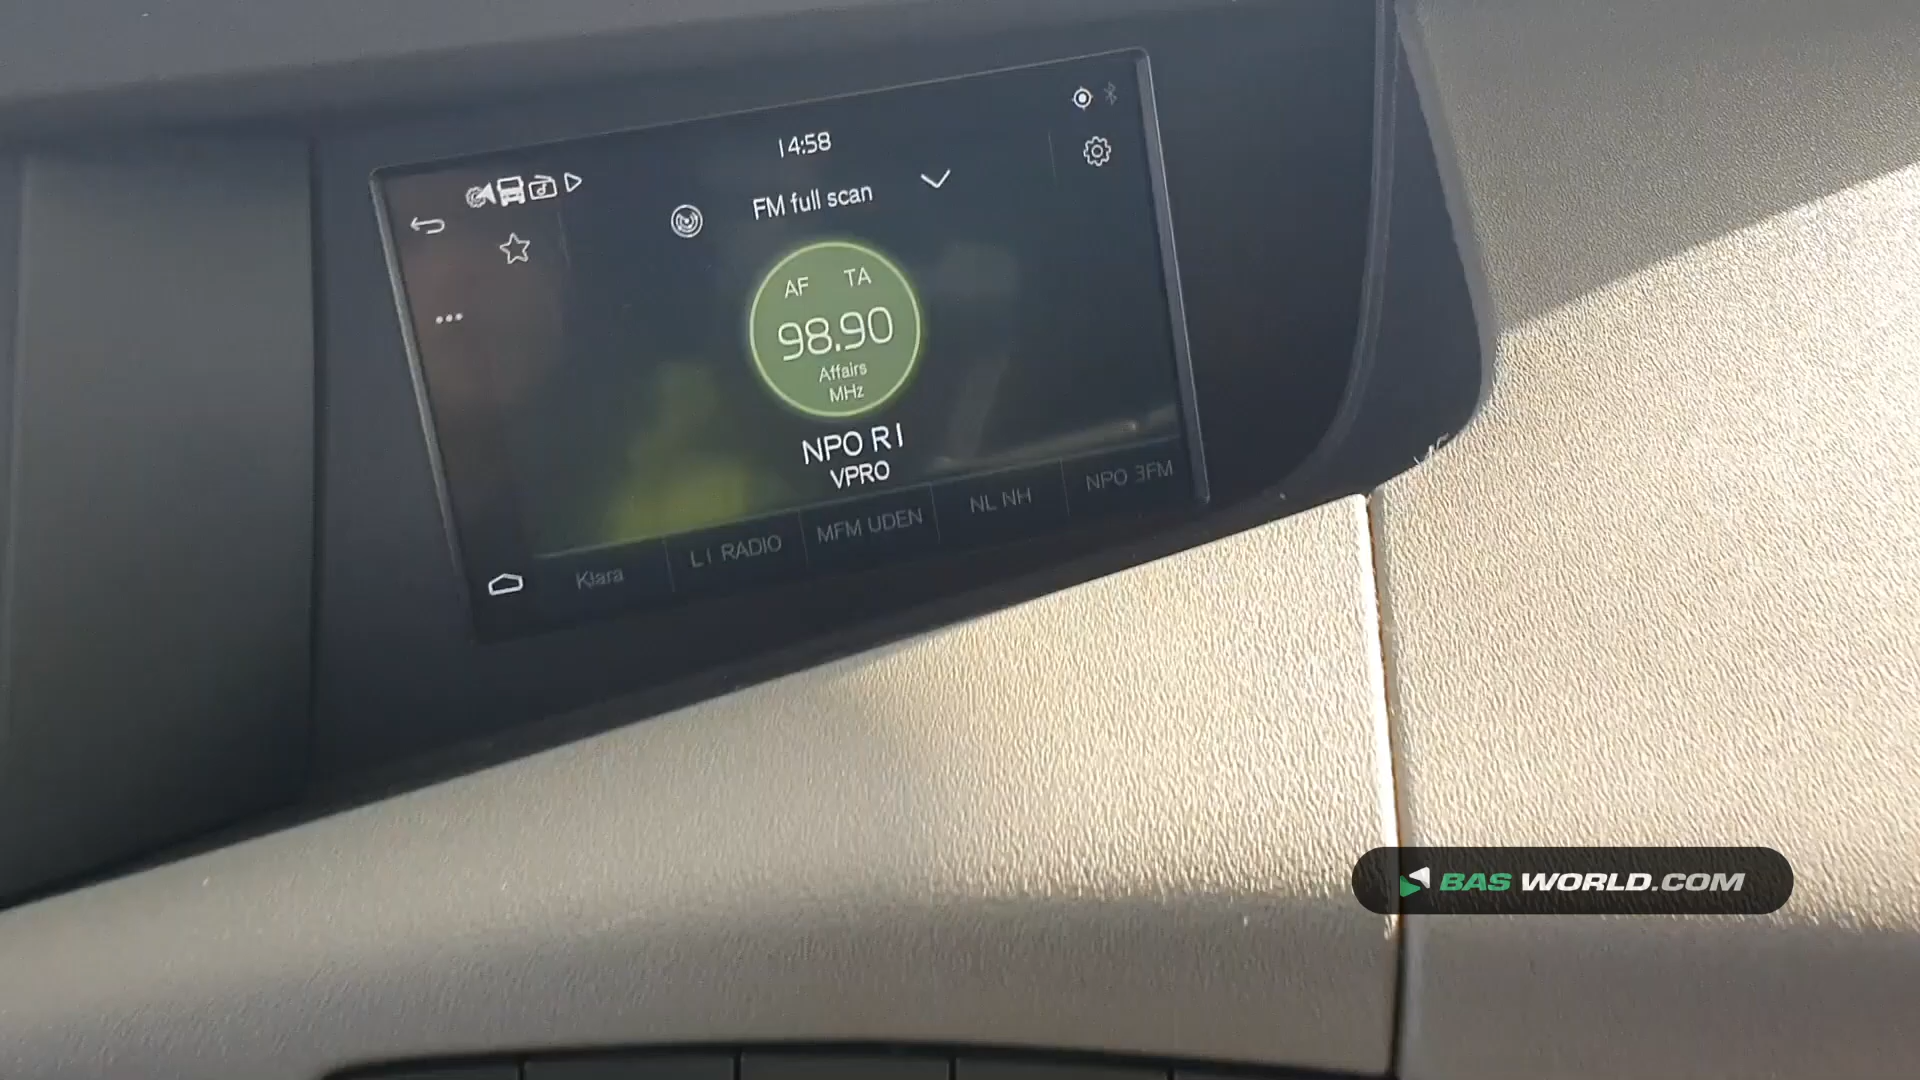 14:58
FM full scan
AF TA
98.90
Affairs
MHz
NPO R1
VPRO
Klara
L1 RADIO
MFM UDEN
NL NH
NPO 3FM
BAS WORLD.COM